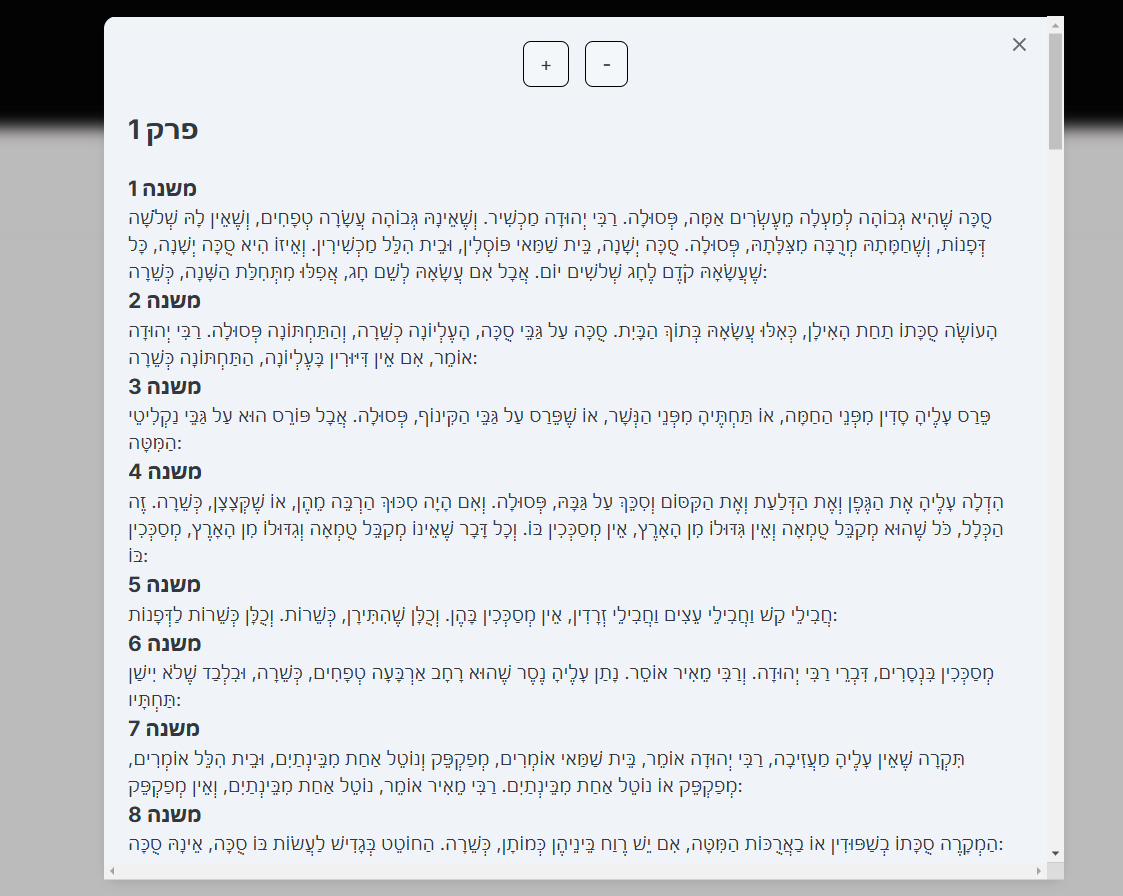 + -
פרק 1
משנה 1
סֻכָּה שֶׁהִיא גְבוֹהָה לְמַעְלָה מֵעֶשְׂרִים אַמָּה, פְּסוּלָה. רַבִּי יְהוּדָה מַכְשִׁיר. וְשֶׁאֵינָהּ גְּבוֹהָה עֲשָׂרָה טְפָחִים, וְשֶׁאֵין לָהּ שְׁלֹשָׁה
דְּפָנוֹת, וְשֶׁחַמָּתָהּ מְרֻבָּה מִצִּלָּתָהּ, פְּסוּלָה. סֻכָּה יְשָׁנָה, בֵּית שַׁמַּאי פּוֹסְלִין, וּבֵית הִלֵּל מַכְשִׁירִין. וְאֵיזוֹ הִיא סֻכָּה יְשָׁנָה, כָּל
שֶׁעֲשָׂאָהּ קֹדֶם לֶחָג שְׁלֹשִׁים יוֹם. אֲבָל אִם עֲשָׂאָהּ לְשֵׁם חָג, אֲפִלּוּ מִתְּחִלַּת הַשָּׁנָה, כְּשֵׁרָה:
משנה 2
הָעוֹשֶׂה סֻכָּתוֹ תַחַת הָאִילָן, כְּאִלּוּ עֲשָׂאָהּ בְּתוֹךְ הַבָּיִת. סֻכָּה עַל גַּבֵּי סֻכָּה, הָעֶלְיוֹנָה כְשֵׁרָה, וְהַתַּחְתּוֹנָה פְּסוּלָה. רַבִּי יְהוּדָה
אוֹמֵר, אִם אֵין דִּיּוּרִין בָּעֶלְיוֹנָה, הַתַּחְתּוֹנָה כְּשֵׁרָה:
משנה 3
פֵּרַס עָלֶיהָ סָדִין מִפְּנֵי הַחַמָּה, אוֹ תַּחְתֶּיהָ מִפְּנֵי הַנְּשָׁר, אוֹ שֶׁפֵּרַס עַל גַּבֵּי הַקִּינוֹף, פְּסוּלָה. אֲבָל פּוֹרֵס הוּא עַל גַּבֵּי נַקְלִיטֵי
הַמִּטָּה:
משנה 4
הִדְלָה עָלֶיהָ אֶת הַגֶּפֶן וְאֶת הַדְּלַעַת וְאֶת הַקִּסּוֹם וְסִכֵּךְ עַל גַּבָּהּ, פְּסוּלָה. וְאִם הָיָה סִכּוּךְ הַרְבֵּה מֵהֶן, אוֹ שֶׁקְּצָצָן, כְּשֵׁרָה. זֶה
הַכְּלָל, כֹּל שֶׁהוּא מְקַבֵּל טֻמְאָה וְאֵין גִּדּוּלוֹ מִן הָאָרֶץ, אֵין מְסַכְּכִין בּוֹ. וְכָל דָּבָר שֶׁאֵינוֹ מְקַבֵּל טֻמְאָה וְגִדּוּלוֹ מִן הָאָרֶץ, מְסַכְּכִין
בּוֹ:
משנה 5
חֲבִילֵי קַשׁ וַחֲבִילֵי עֵצִים וַחֲבִילֵי זְרָדִין, אֵין מְסַכְּכִין בָּהֶן. וְכֻלָּן שֶׁהִתִּירָן, כְּשֵׁרוֹת. וְכֻלָּן כְּשֵׁרוֹת לַדְּפָנוֹת:
משנה 6
מְסַכְּכִין בִּנְסָרִים, דִּבְרֵי רַבִּי יְהוּדָה. וְרַבִּי מֵאִיר אוֹסֵר. נָתַן עָלֶיהָ נֶסֶר שֶׁהוּא רָחָב אַרְבָּעָה טְפָחִים, כְּשֵׁרָה, וּבִלְבַד שֶׁלֹּא יִישַׁן
תַּחְתָּיו:
משנה 7
תִּקְרָה שֶׁאֵין עָלֶיהָ מַעֲזִיבָה, רַבִּי יְהוּדָה אוֹמֵר, בֵּית שַׁמַּאי אוֹמְרִים, מְפַקְפֵּק וְנוֹטֵל אַחַת מִבֵּינְתַיִם, וּבֵית הִלֵּל אוֹמְרִים,
מְפַקְפֵּק אוֹ נוֹטֵל אַחַת מִבֵּינְתַיִם. רַבִּי מֵאִיר אוֹמֵר, נוֹטֵל אַחַת מִבֵּינְתַיִם, וְאֵין מְפַקְפֵּק:
משנה 8
הַמְקָרֶה סֻכָּתוֹ בְשַׁפּוּדִין אוֹ בַאֲרֻכּוֹת הַמִּטָּה, אִם יֵשׁ רֶוַח בֵּינֵיהֶן כְּמוֹתָן, כְּשֵׁרָה. הַחוֹטֵט בְּגָדִישׁ לַעֲשׂוֹת בּוֹ סֻכָּה, אֵינָהּ סֻכָּה: